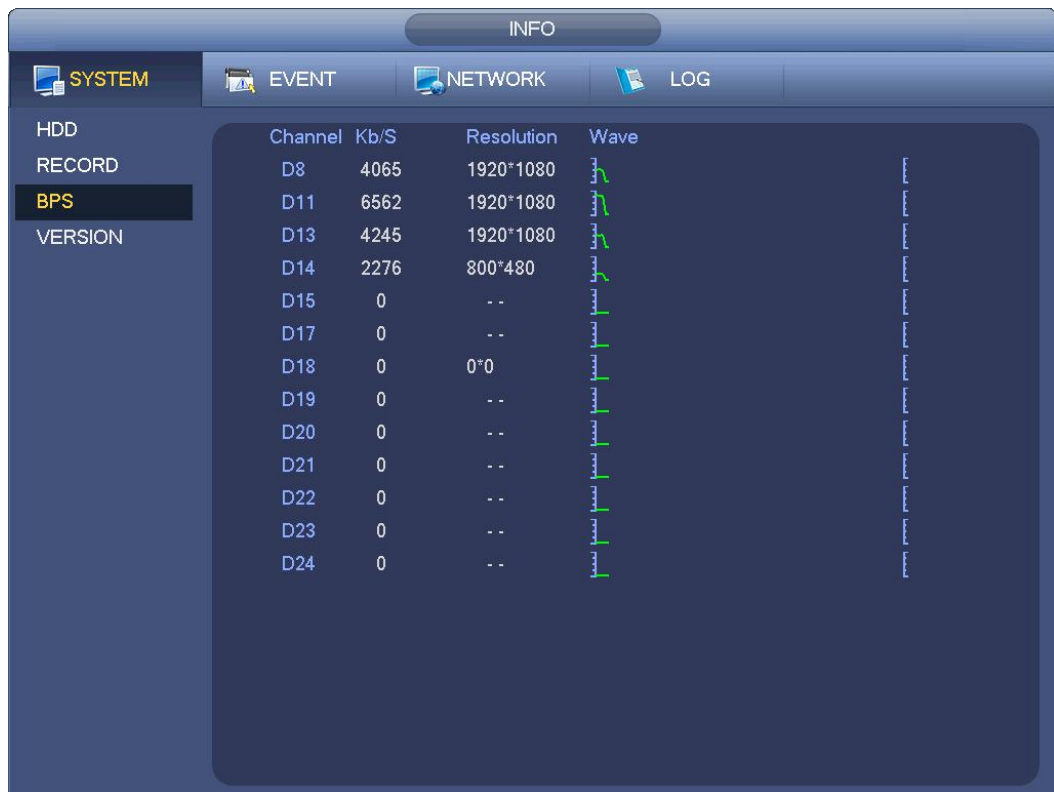 INFO
SYSTEM EVENT NETWORK LOG
HDD
RECORD
BPS
VERSION
Channel Kb/S Resolution Wave
D8 4065 1920*1080
D11 6562 1920*1080
D13 4245 1920*1080
D14 2276 800*480
D15 0 - -
D17 0 - -
D18 0 0*0
D19 0 - -
D20 0 - -
D21 0 - -
D22 0 - -
D23 0 - -
D24 0 - -